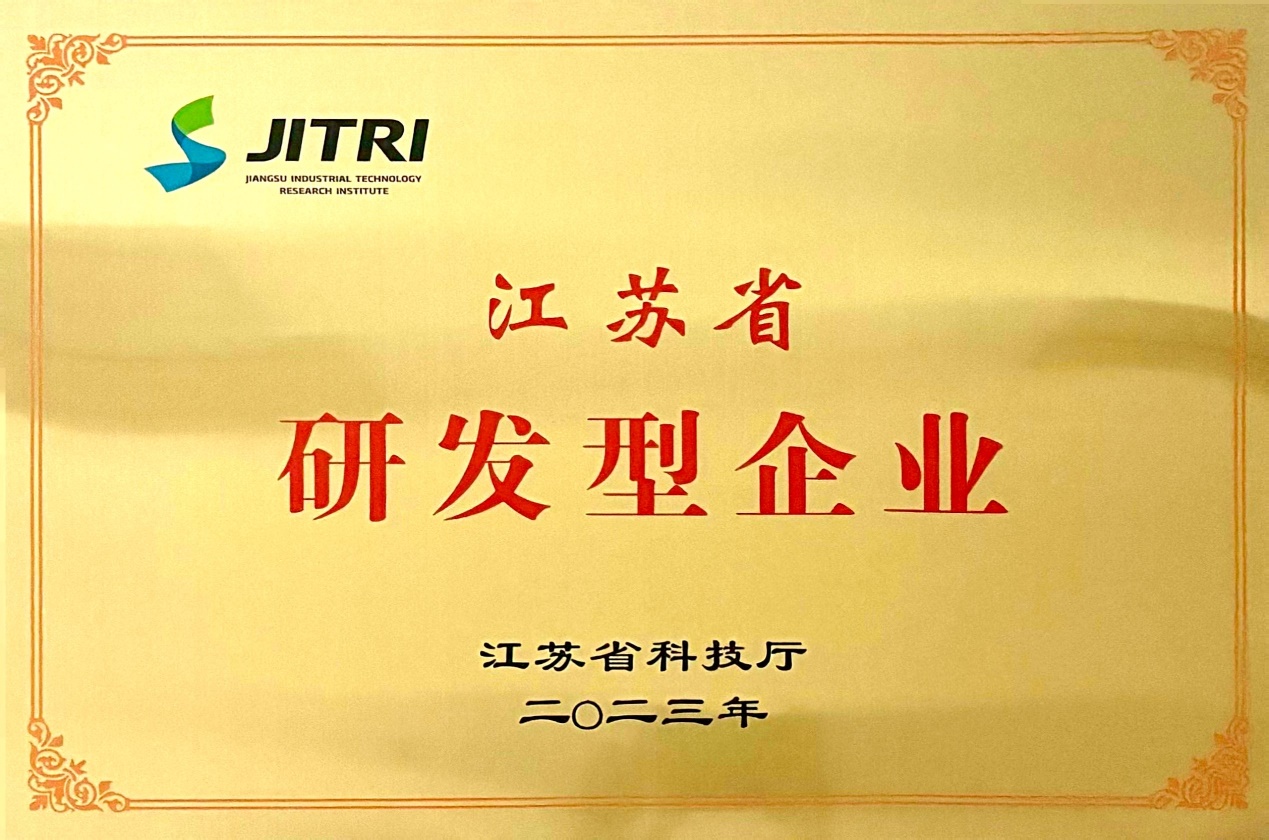 JITRI
JIANGSU INDUSTRIAL TECHNOLOGY
RESEARCH INSTITUTE
江苏省
研发型企业
江苏省科技厅
二〇二三年